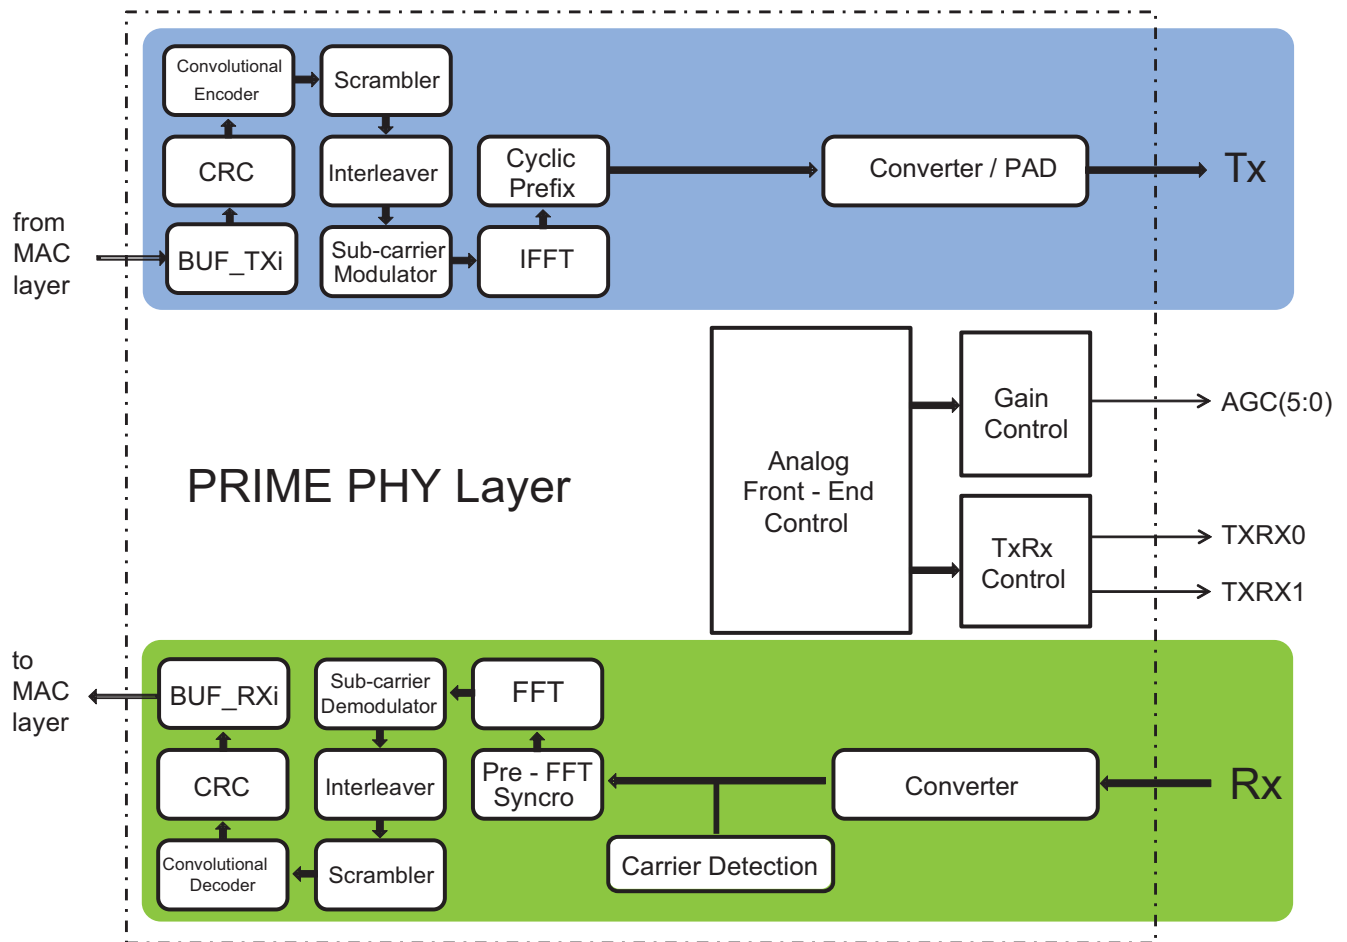 Convolutional
Encoder
Scrambler
CRC
Interleaver
Cyclic
Prefix
Converter / PAD
Tx
from
MAC
layer
BUF_TXi
Sub-carrier
Modulator
IFFT
PRIME PHY Layer
Analog
Front - End
Control
Gain
Control
AGC(5:0)
TxRx
Control
TXRX0
TXRX1
to
MAC
layer
BUF_RXi
Sub-carrier
Demodulator
FFT
CRC
Interleaver
Pre - FFT
Syncro
Converter
Rx
Convolutional
Decoder
Scrambler
Carrier Detection